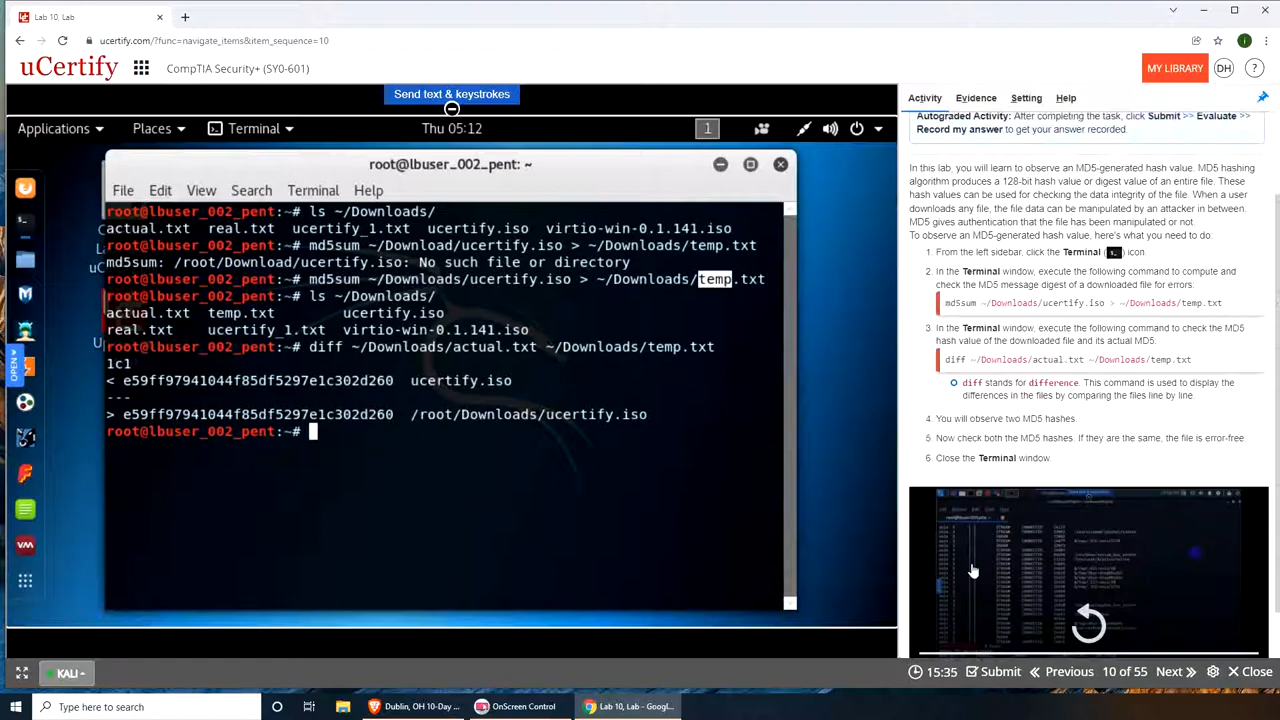 Lab 10, Lab
ucertify.com/?func=navigate_items&item_sequence=10
uCertify
CompTIA Security+ (SY0-601)
MY LIBRARY
DH
?
Send text & keystrokes
Applications
Places
Terminal
Thu 05:12
1
root@lbuser_002_pent: ~
File Edit View Search Terminal Help
root@lbuser_002_pent:~# ls ~/Downloads/
actual.txt real.txt ucertify_1.txt ucertify.iso virtio-win-0.1.141.iso
root@lbuser_002_pent:~# md5sum ~/Download/ucertify.iso > ~/Downloads/temp.txt
md5sum: /root/Download/ucertify.iso: No such file or directory
root@lbuser_002_pent:~# md5sum ~/Downloads/ucertify.iso > ~/Downloads/temp.txt
root@lbuser_002_pent:~# ls ~/Downloads/
actual.txt temp.txt ucertify.iso
real.txt ucertify_1.txt virtio-win-0.1.141.iso
root@lbuser_002_pent:~# diff ~/Downloads/actual.txt ~/Downloads/temp.txt
1c1
< e59ff97941044f85df5297e1c302d260 ucertify.iso
---
> e59ff97941044f85df5297e1c302d260 /root/Downloads/ucertify.iso
root@lbuser_002_pent:~#
OPEN
Activity Evidence Setting Help
Autograded Activity: After completing the task, click Submit >> Evaluate >>
Record my answer to get your answer recorded.
In this lab, you will learn to observe an MD5-generated hash value. MD5 hashing
algorithm produces a 128-bit hash value or digest value of an entire file. These
hash values can be used for checking the data integrity of the file. When a user
downloads any file, the file data can be manipulated by an attacker in between.
MD5 gives authentication that the file has been manipulated or not.
To observe an MD5-generated hash value, here's what you need to do:
1. From the left sidebar, click the Terminal ( ) icon.
2. In the Terminal window, execute the following command to compute and
check the MD5 message digest of a downloaded file for errors:
md5sum ~/Downloads/ucertify.iso > ~/Downloads/temp.txt
3. In the Terminal window, execute the following command to check the MD5
hash value of the downloaded file and its actual MD5:
diff ~/Downloads/actual.txt ~/Downloads/temp.txt
diff stands for difference. This command is used to display the
differences in the files by comparing the files line by line.
4. You will observe two MD5 hashes.
5. Now check both the MD5 hashes. If they are the same, the file is error-free.
6. Close the Terminal window.
KALI
15:35 Submit Previous 10 of 55 Next Close
Type here to search
Dublin, OH 10-Day ...
OnScreen Control
Lab 10, Lab - Googl...